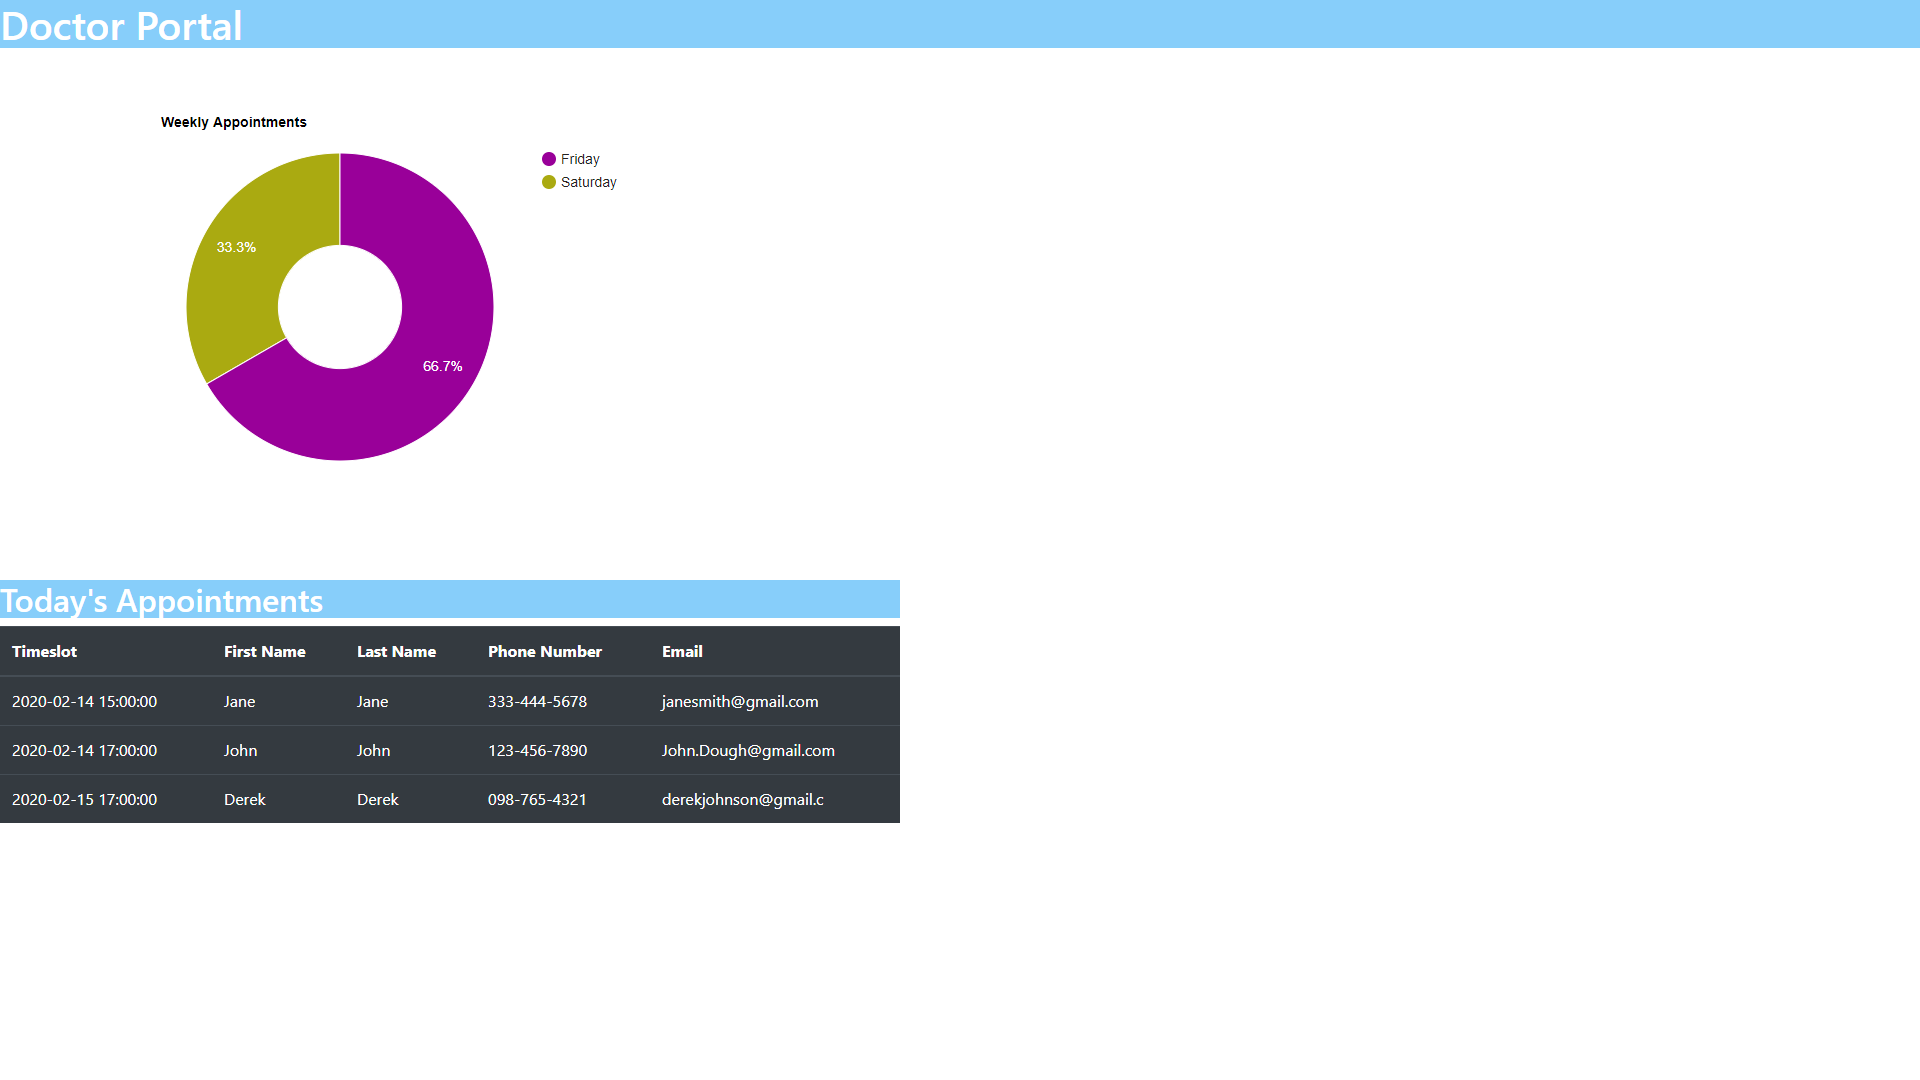 Doctor Portal
Weekly Appointments
Friday
Saturday
33.3%
66.7%
Today's Appointments
Timeslot First Name Last Name Phone Number Email
2020-02-14 15:00:00 Jane Jane 333-444-5678 janesmith@gmail.com
2020-02-14 17:00:00 John John 123-456-7890 John.Dough@gmail.com
2020-02-15 17:00:00 Derek Derek 098-765-4321 derekjohnson@gmail.c